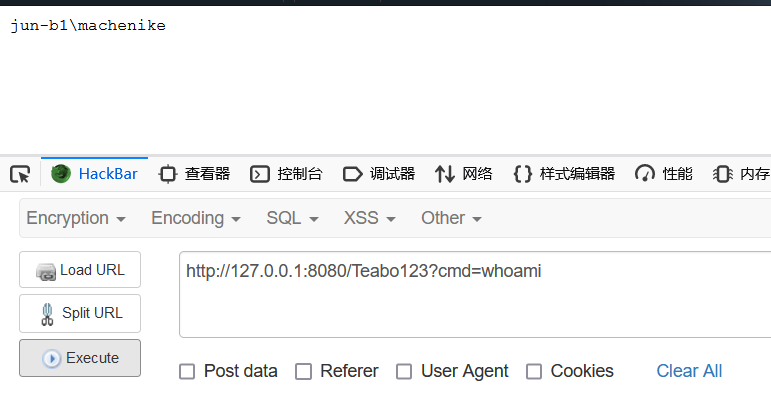 jun-b1\machenike
HackBar 查看器 控制台 调试器 网络 样式编辑器 性能 内存
Encryption Encoding SQL XSS Other
Load URL
http://127.0.0.1:8080/Teabo123?cmd=whoami
Split URL
Execute
Post data Referer User Agent Cookies Clear All